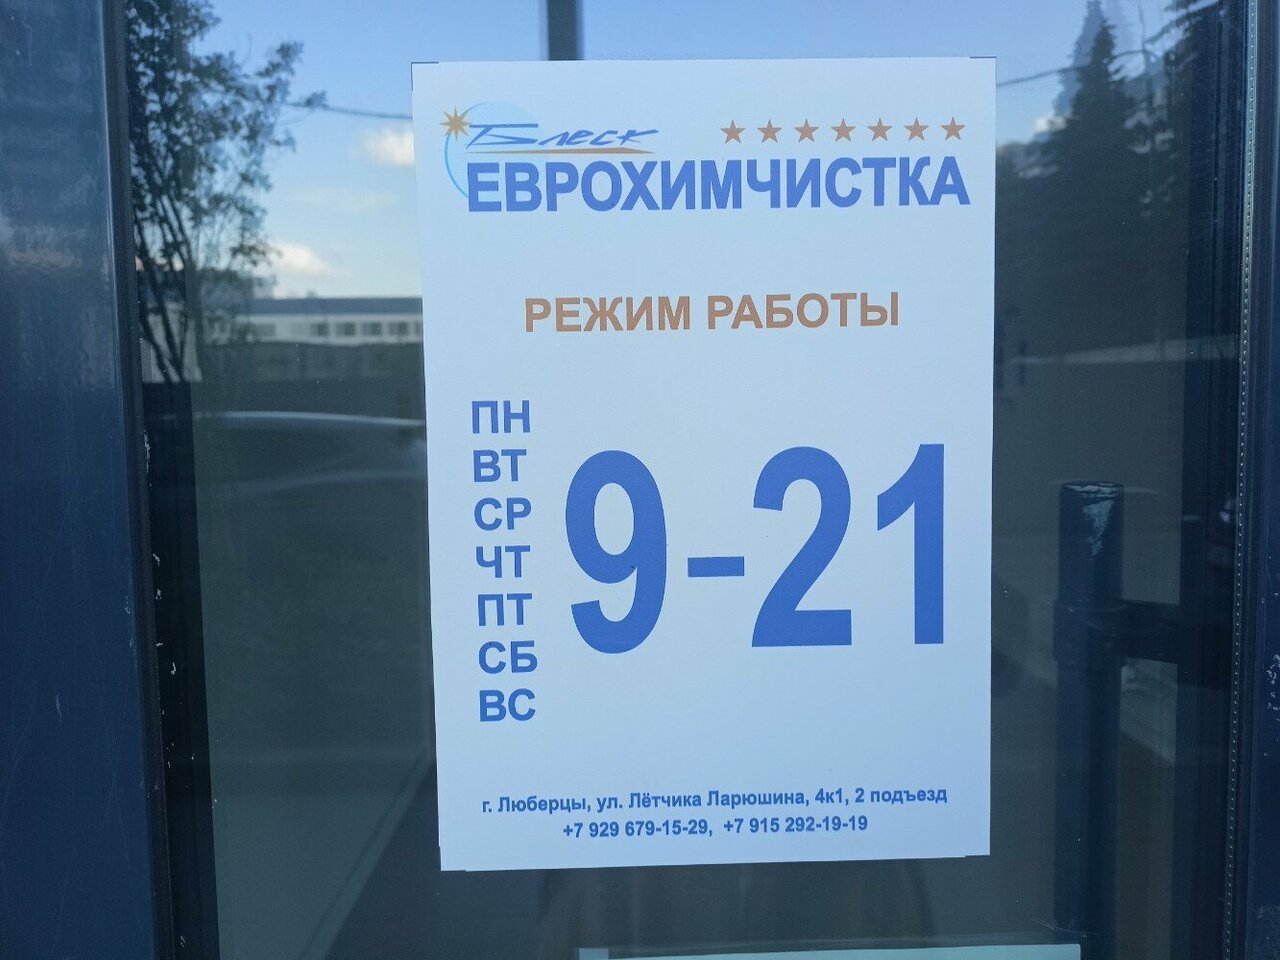 Блеск
ЕВРОХИМЧИСТКА
РЕЖИМ РАБОТЫ
ПН
ВТ
СР
ЧТ
ПТ
СБ
ВС
9-21
г. Люберцы, ул. Лётчика Ларюшина, 4к1, 2 подъезд
+7 929 679-15-29, +7 915 292-19-19